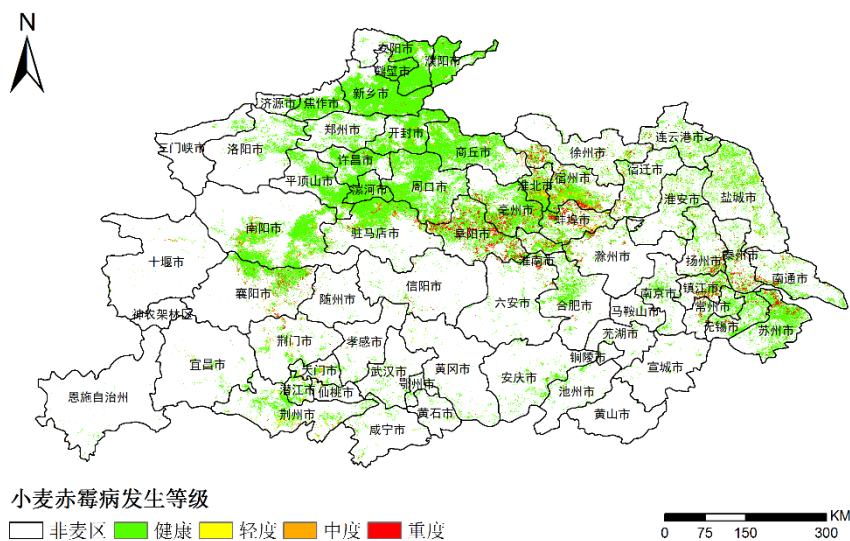 N
安阳市
鹤壁市
濮阳市
新乡市
济源市
焦作市
郑州市
开封市
三门峡市
洛阳市
商丘市
徐州市
连云港市
许昌市
宿州市
宿迁市
平顶山市
漯河市
周口市
淮北市
亳州市
淮安市
盐城市
蚌埠市
南阳市
驻马店市
阜阳市
淮南市
滁州市
扬州市
泰州市
十堰市
南通市
信阳市
襄阳市
随州市
六安市
合肥市
南京市
镇江市
常州市
马鞍山市
神农架林区
无锡市
苏州市
芜湖市
荆门市
孝感市
铜陵市
宜昌市
天门市
武汉市
黄冈市
宣城市
鄂州市
安庆市
恩施自治州
潜江市
仙桃市
池州市
荆州市
黄石市
黄山市
咸宁市
小麦赤霉病发生等级
非麦区 健康 轻度 中度 重度
KM
0 75 150 300